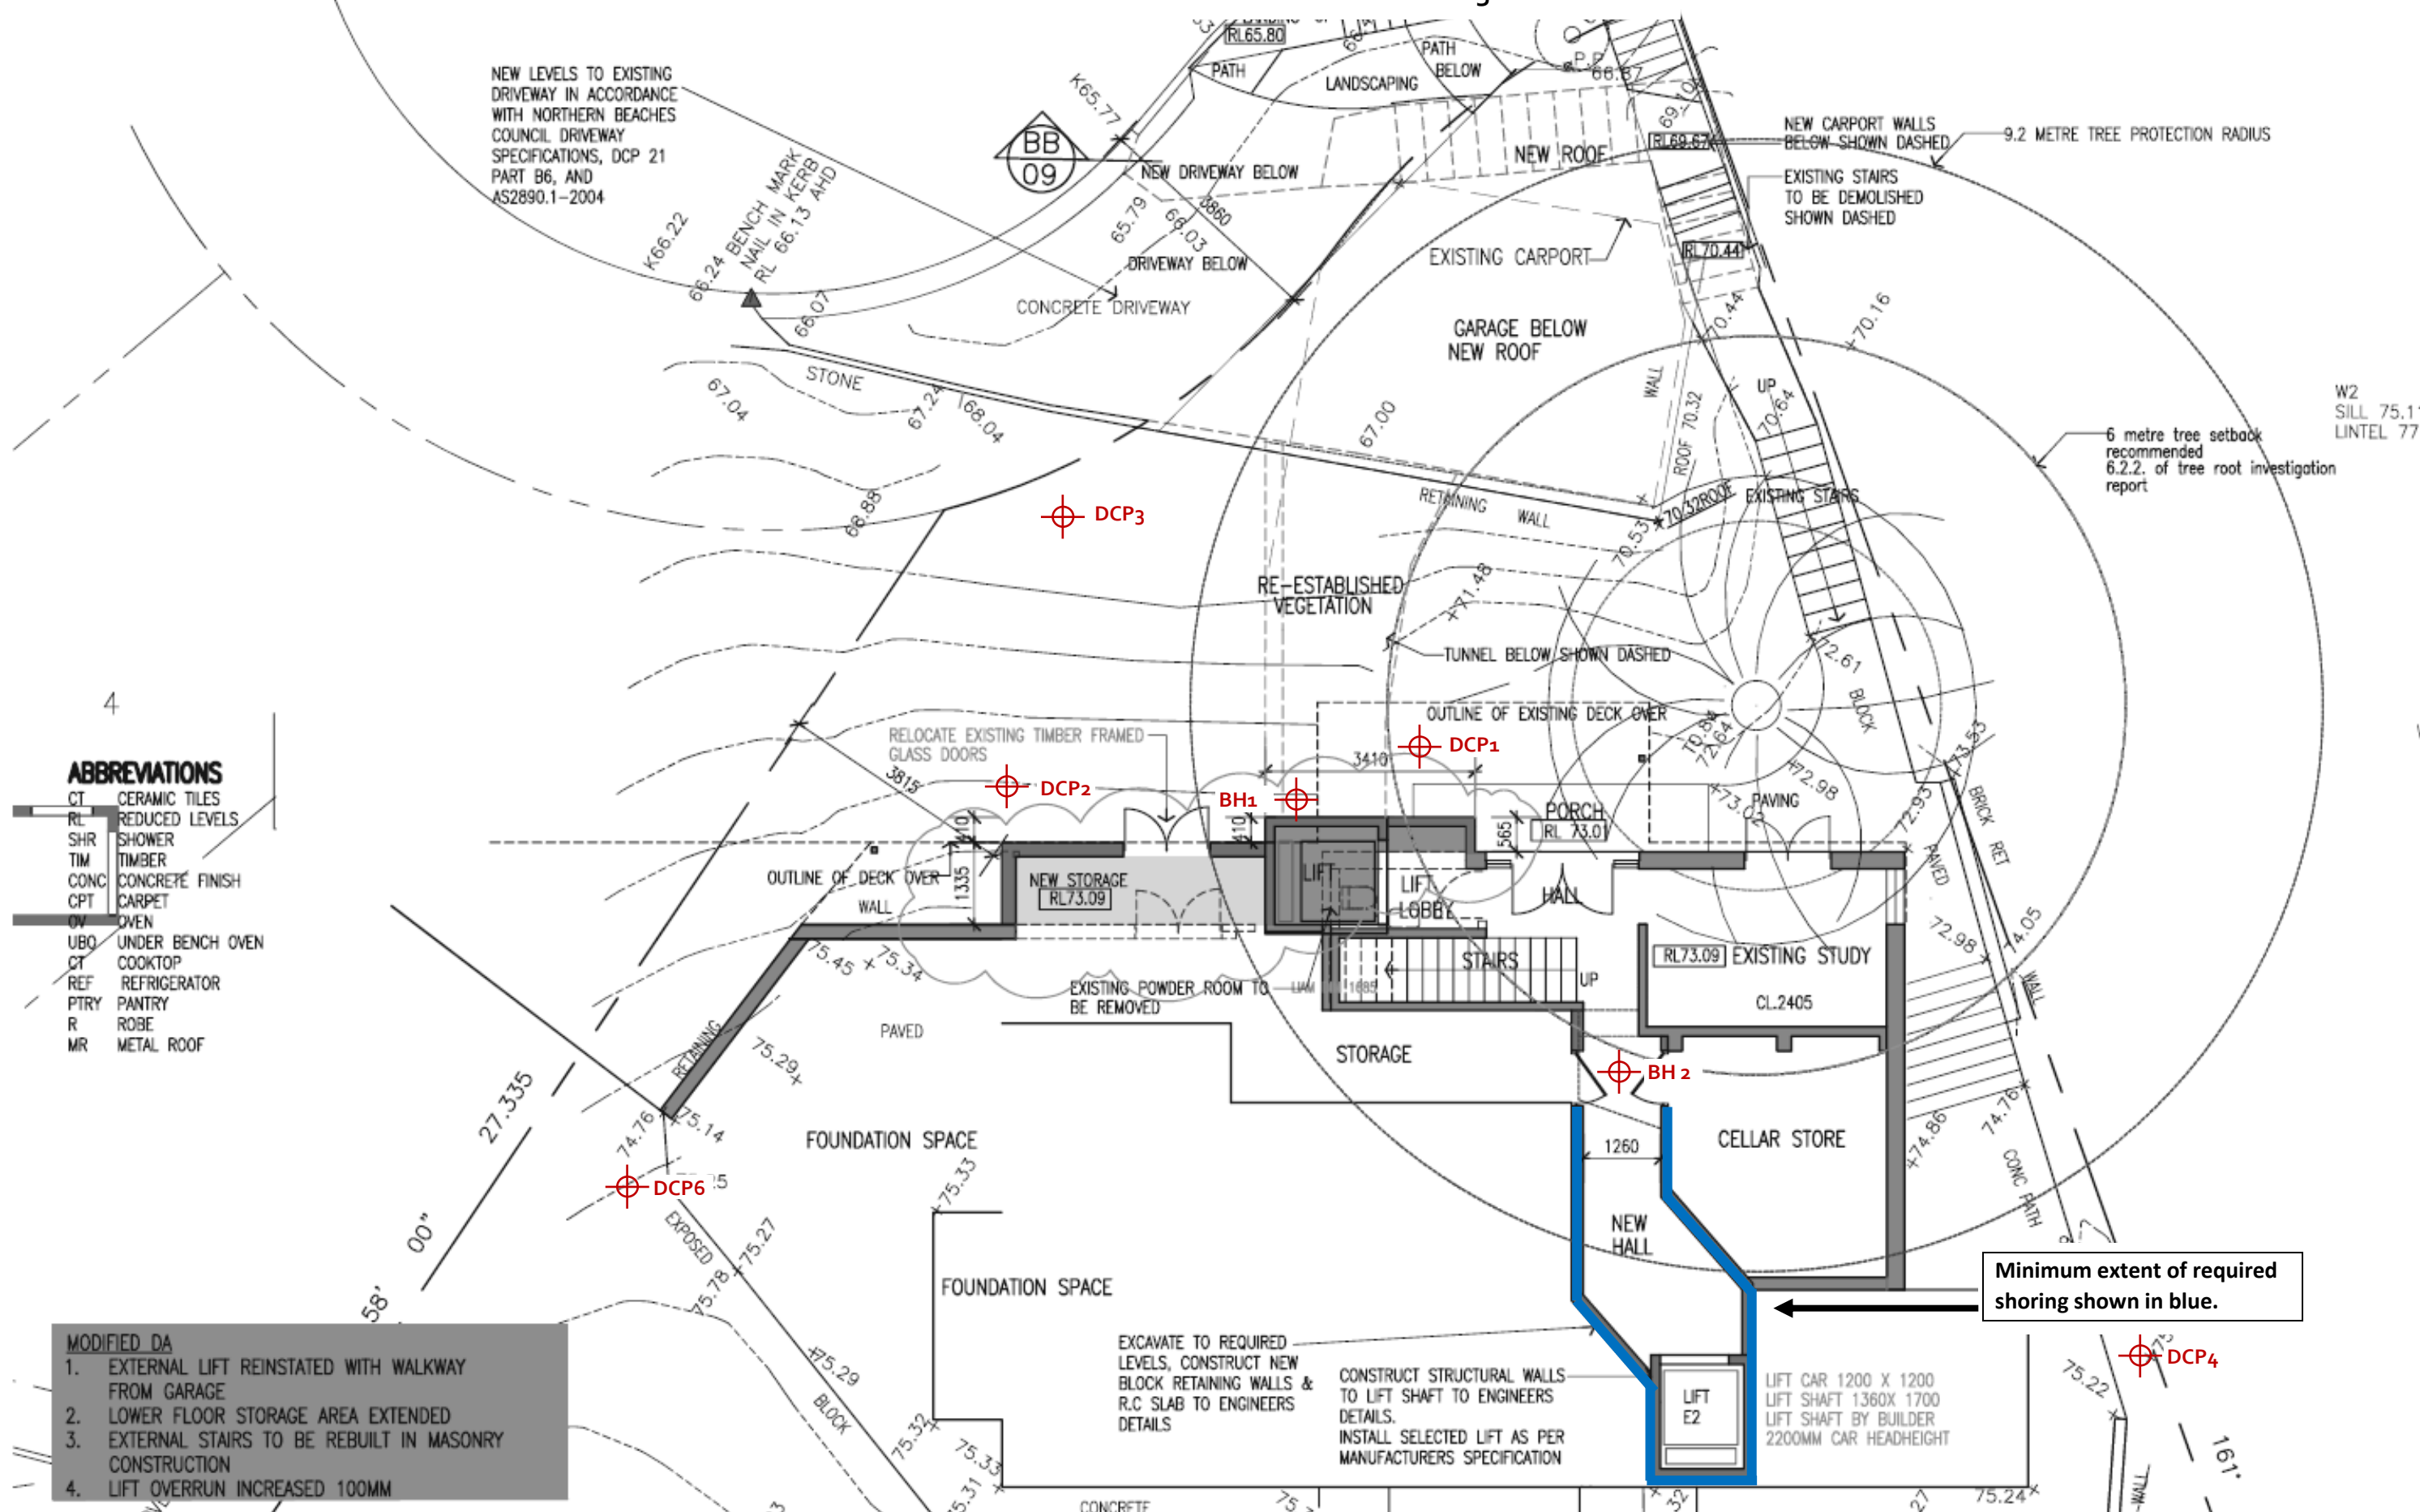 RL65.80
PATH
LANDSCAPING
PATH
BELOW
P.P
66.87
69.10
NEW LEVELS TO EXISTING
DRIVEWAY IN ACCORDANCE
WITH NORTHERN BEACHES
COUNCIL DRIVEWAY
SPECIFICATIONS, DCP 21
PART B6, AND
AS2890.1-2004
K65.77
BB
09
NEW DRIVEWAY BELOW
NEW ROOF
RL69.67
NEW CARPORT WALLS
BELOW SHOWN DASHED
9.2 METRE TREE PROTECTION RADIUS
EXISTING STAIRS
TO BE DEMOLISHED
SHOWN DASHED
K66.22
66.24 BENCH MARK
NAIL IN KERB
RL 66.13 AHD
66.07
65.79
66.03
3860
DRIVEWAY BELOW
CONCRETE DRIVEWAY
EXISTING CARPORT
RL70.44
70.44
+70.16
GARAGE BELOW
NEW ROOF
STONE
67.04
67.24
68.04
67.00
WALL
ROOF 70.32
UP
70.64
W2
SILL 75.1
LINTEL 77
6 metre tree setback
recommended
6.2.2. of tree root investigation
report
68.88
DCP3
RETAINING WALL
70.53
70.32ROOF
EXISTING STAIRS
RE-ESTABLISHED
VEGETATION
+71.48
TUNNEL BELOW SHOWN DASHED
72.61
BLOCK
4
OUTLINE OF EXISTING DECK OVER
72.64
73.53
RELOCATE EXISTING TIMBER FRAMED
GLASS DOORS
DCP1
3410
3815
DCP2
BH1
+72.98
+73.02
PAVING
PORCH
RL 73.01
72.93
BRICK RET
WALL
PAVED
ABBREVIATIONS
CT CERAMIC TILES
RL REDUCED LEVELS
SHR SHOWER
TIM TIMBER
CONC CONCRETE FINISH
CPT CARPET
OV OVEN
UBO UNDER BENCH OVEN
CT COOKTOP
REF REFRIGERATOR
PTRY PANTRY
R ROBE
MR METAL ROOF
410
410
565
1335
OUTLINE OF DECK OVER
WALL
NEW STORAGE
RL73.09
LIFT
LIFT
LOBBY
HALL
75.45
75.34
STAIRS
UP
RL73.09
EXISTING STUDY
CL.2405
72.98
74.05
EXISTING POWDER ROOM TO
BE REMOVED
1685
RETAINING
PAVED
75.29
STORAGE
BH 2
27.335
74.76
75.14
FOUNDATION SPACE
1260
CELLAR STORE
+74.86
74.76
CONC PATH
DCP6
75.33
00"
EXPOSED
75.78
75.27
NEW
HALL
58'
FOUNDATION SPACE
Minimum extent of required
shoring shown in blue.
MODIFIED DA
1. EXTERNAL LIFT REINSTATED WITH WALKWAY
FROM GARAGE
2. LOWER FLOOR STORAGE AREA EXTENDED
3. EXTERNAL STAIRS TO BE REBUILT IN MASONRY
CONSTRUCTION
4. LIFT OVERRUN INCREASED 100MM
+75.29
BLOCK
75.32
75.33
75.31
EXCAVATE TO REQUIRED
LEVELS, CONSTRUCT NEW
BLOCK RETAINING WALLS &
R.C SLAB TO ENGINEERS
DETAILS
CONSTRUCT STRUCTURAL WALLS
TO LIFT SHAFT TO ENGINEERS
DETAILS.
INSTALL SELECTED LIFT AS PER
MANUFACTURERS SPECIFICATION
LIFT
E2
LIFT CAR 1200 X 1200
LIFT SHAFT 1360X 1700
LIFT SHAFT BY BUILDER
2200MM CAR HEADHEIGHT
DCP4
75.22
161°
WALL
75.24
CONCRETE